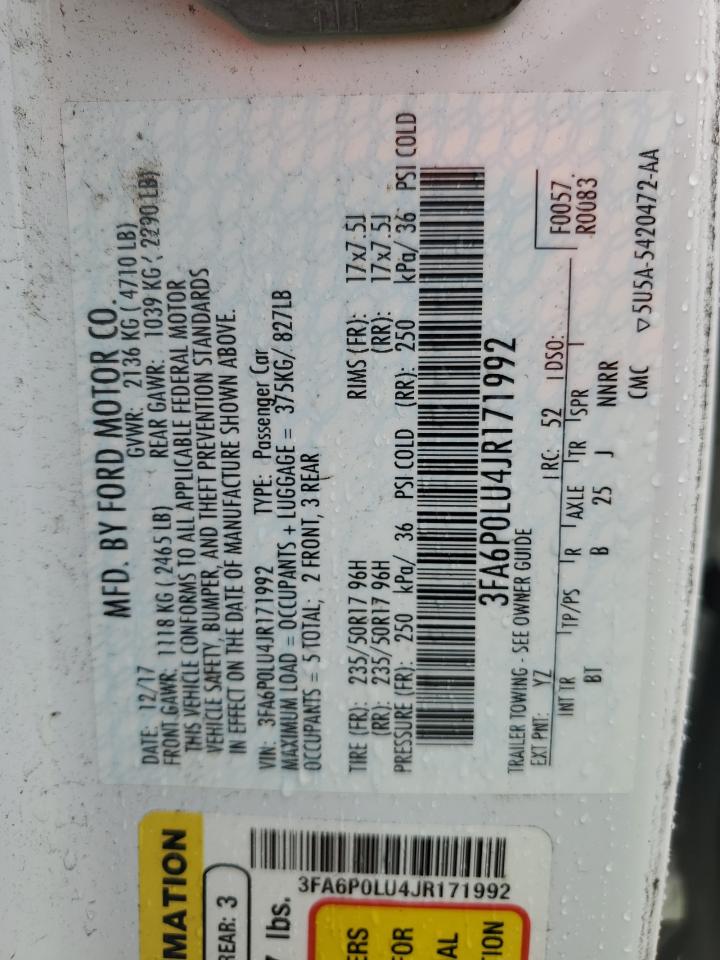 MFD. BY FORD MOTOR CO.
DATE: 12/17 GVWR: 2136 KG ( 4710 LB)
FRONT GAWR: 1118 KG ( 2465 LB) REAR GAWR: 1039 KG ( 2290 LB)
THIS VEHICLE CONFORMS TO ALL APPLICABLE FEDERAL MOTOR
VEHICLE SAFETY, BUMPER, AND THEFT PREVENTION STANDARDS
IN EFFECT ON THE DATE OF MANUFACTURE SHOWN ABOVE.
VIN: 3FA6P0LU4JR171992 TYPE: Passenger Car
MAXIMUM LOAD = OCCUPANTS + LUGGAGE = 375KG/ 827LB
OCCUPANTS = 5 TOTAL; 2 FRONT, 3 REAR
TIRE (FR): 235/50R17 96H RIMS (FR): 17x7.5J
(RR): 235/50R17 96H (RR): 17x7.5J
PRESSURE (FR): 250 kPa/ 36 PSI COLD (RR): 250 kPa/ 36 PSI COLD
3FA6P0LU4JR171992
TRAILER TOWING - SEE OWNER GUIDE
F0057
R0083
EXT PNT: YZ RC: 52 DSO:
INT TR TP/PS R AXLE TR SPR
BT B 25 J NNRR
CMC ▽5U5A-5420472-AA
MATION
REAR: 3
7 lbs.
3FA6P0LU4JR171992
ERS
FOR
AL
ION